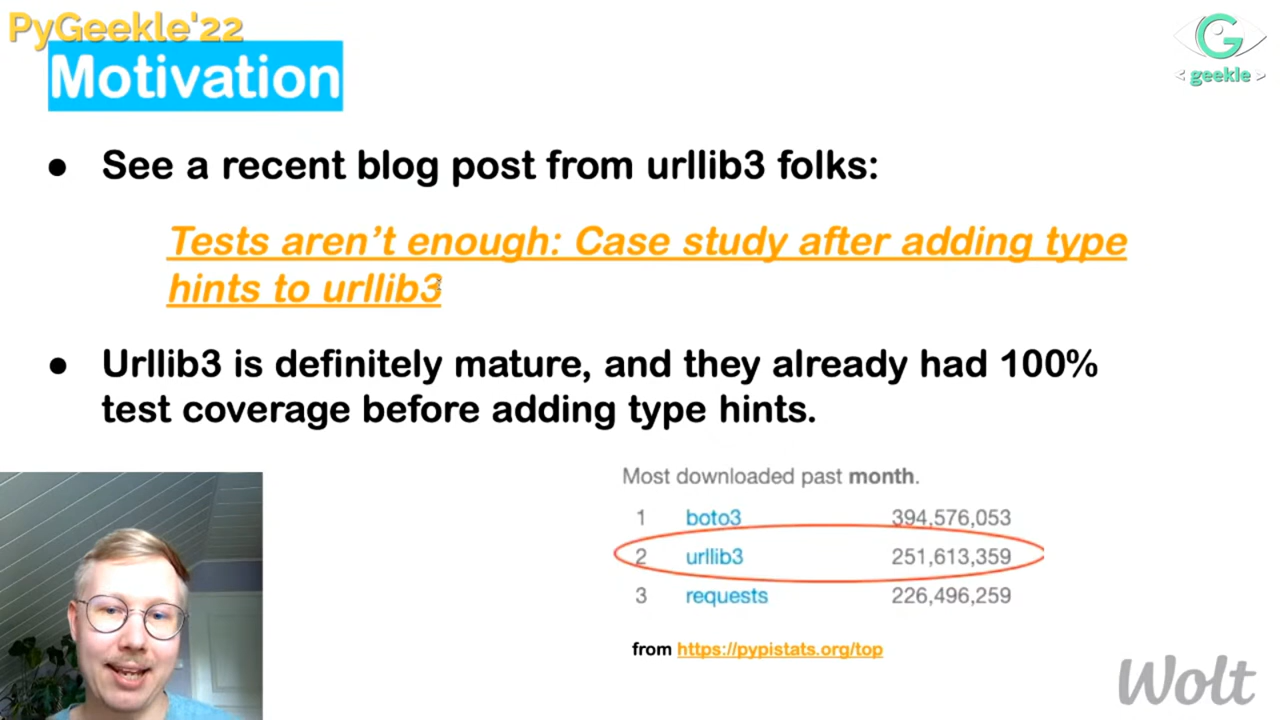 PyGeekle'22
G
< geekle >
Motivation
● See a recent blog post from urllib3 folks:
Tests aren’t enough: Case study after adding type
hints to urllib3
● Urllib3 is definitely mature, and they already had 100%
test coverage before adding type hints.
Most downloaded past month.
1 boto3 394,576,053
2 urllib3 251,613,359
3 requests 226,496,259
from https://pypistats.org/top
Wolt